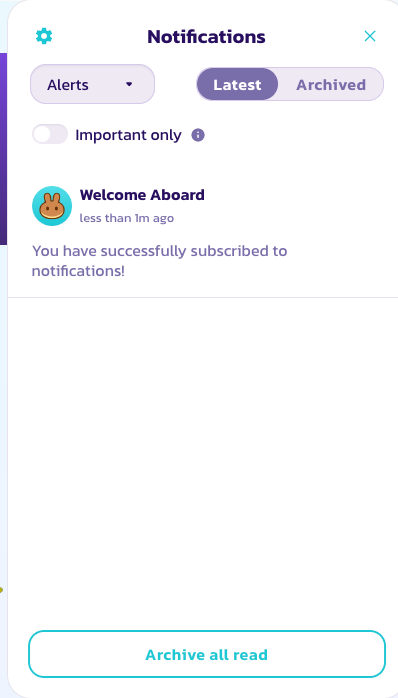 Notifications
Alerts
Latest
Archived
Important only
Welcome Aboard
less than 1m ago
You have successfully subscribed to
notifications!
Archive all read